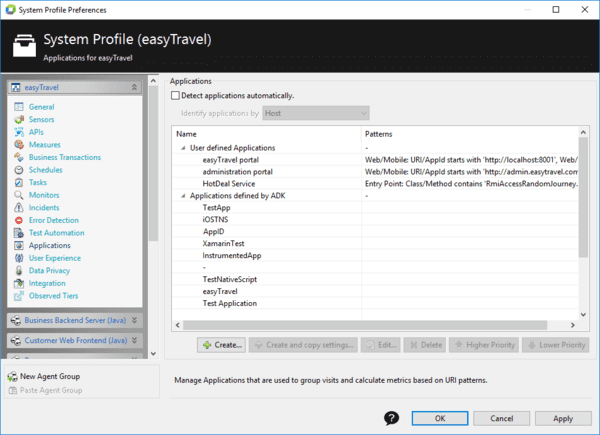 System Profile Preferences
System Profile (easyTravel)
Applications for easyTravel
easyTravel
General
Sensors
APIs
Measures
Business Transactions
Schedules
Tasks
Monitors
Incidents
Error Detection
Test Automation
Applications
User Experience
Data Privacy
Integration
Observed Tiers
Business Backend Server (Java)
Customer Web Frontend (Java)
New Agent Group
Paste Agent Group
Applications
Detect applications automatically.
Identify applications by Host
Name Patterns
User defined Applications -
easyTravel portal Web/Mobile: URI/AppId starts with 'http://localhost:8001', Web/
administration portal Web/Mobile: URI/AppId starts with 'http://admin.easytravel.com
HotDeal Service Entry Point: Class/Method contains 'RmiAccessRandomJourney.
Applications defined by ADK -
TestApp
iOSTNS
AppID
XamarinTest
InstrumentedApp
-
TestNativeScript
easyTravel
Test Application
Create... Create and copy settings... Edit... Delete Higher Priority Lower Priority
Manage Applications that are used to group visits and calculate metrics based on URI patterns.
? OK Cancel Apply